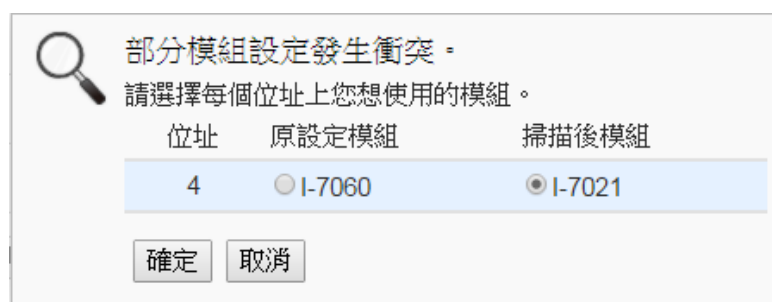 部分模組設定發生衝突。
請選擇每個位址上您想使用的模組。
位址 原設定模組 掃描後模組
4 I-7060 I-7021
確定 取消